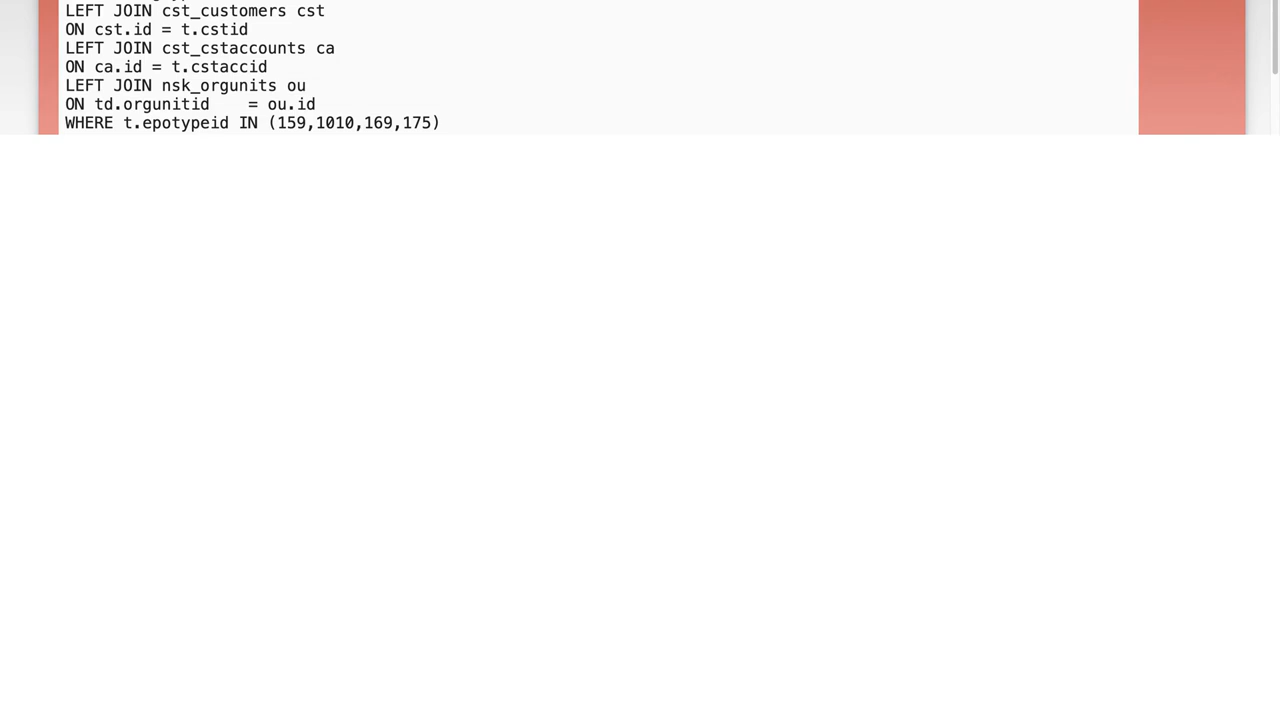 LEFT JOIN cst_customers cst
ON cst.id = t.cstid
LEFT JOIN cst_cstaccounts ca
ON ca.id = t.cstaccid
LEFT JOIN nsk_orgunits ou
ON td.orgunitid    = ou.id
WHERE t.epotypeid IN (159,1010,169,175)